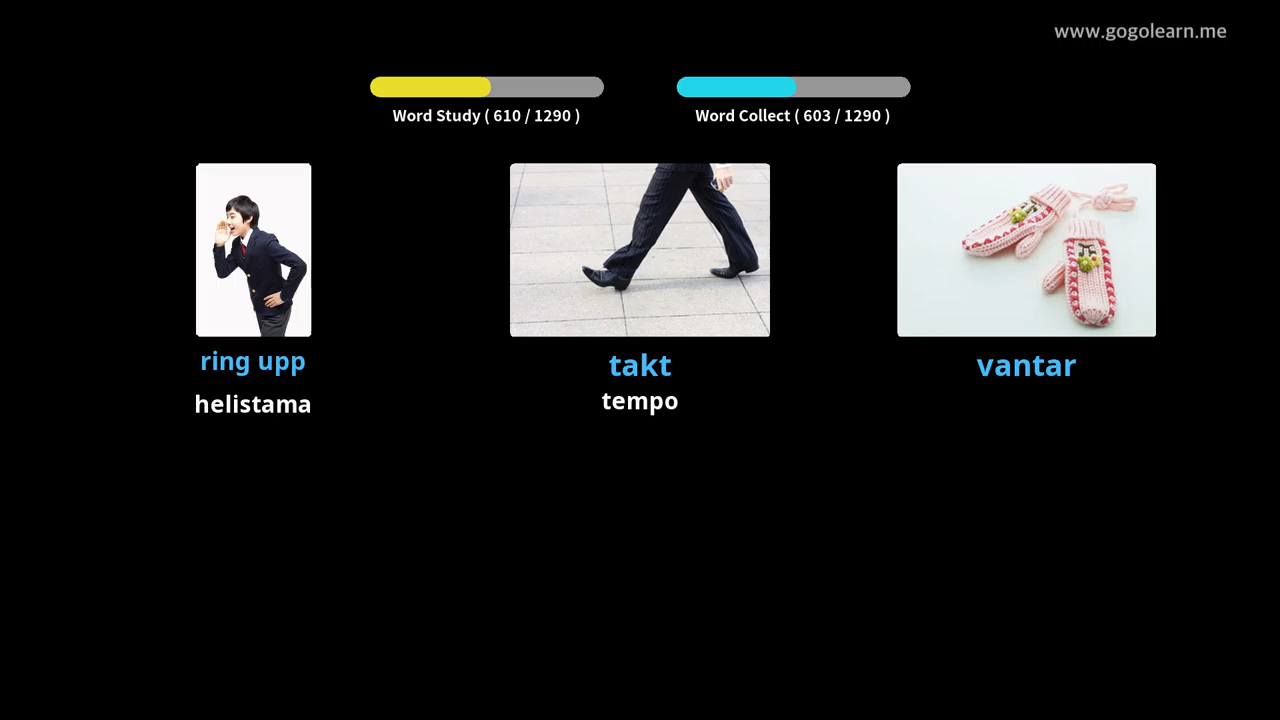 www.gogolearn.me
Word Study ( 610 / 1290 )
Word Collect ( 603 / 1290 )
ring upp
helistama
takt
tempo
vantar